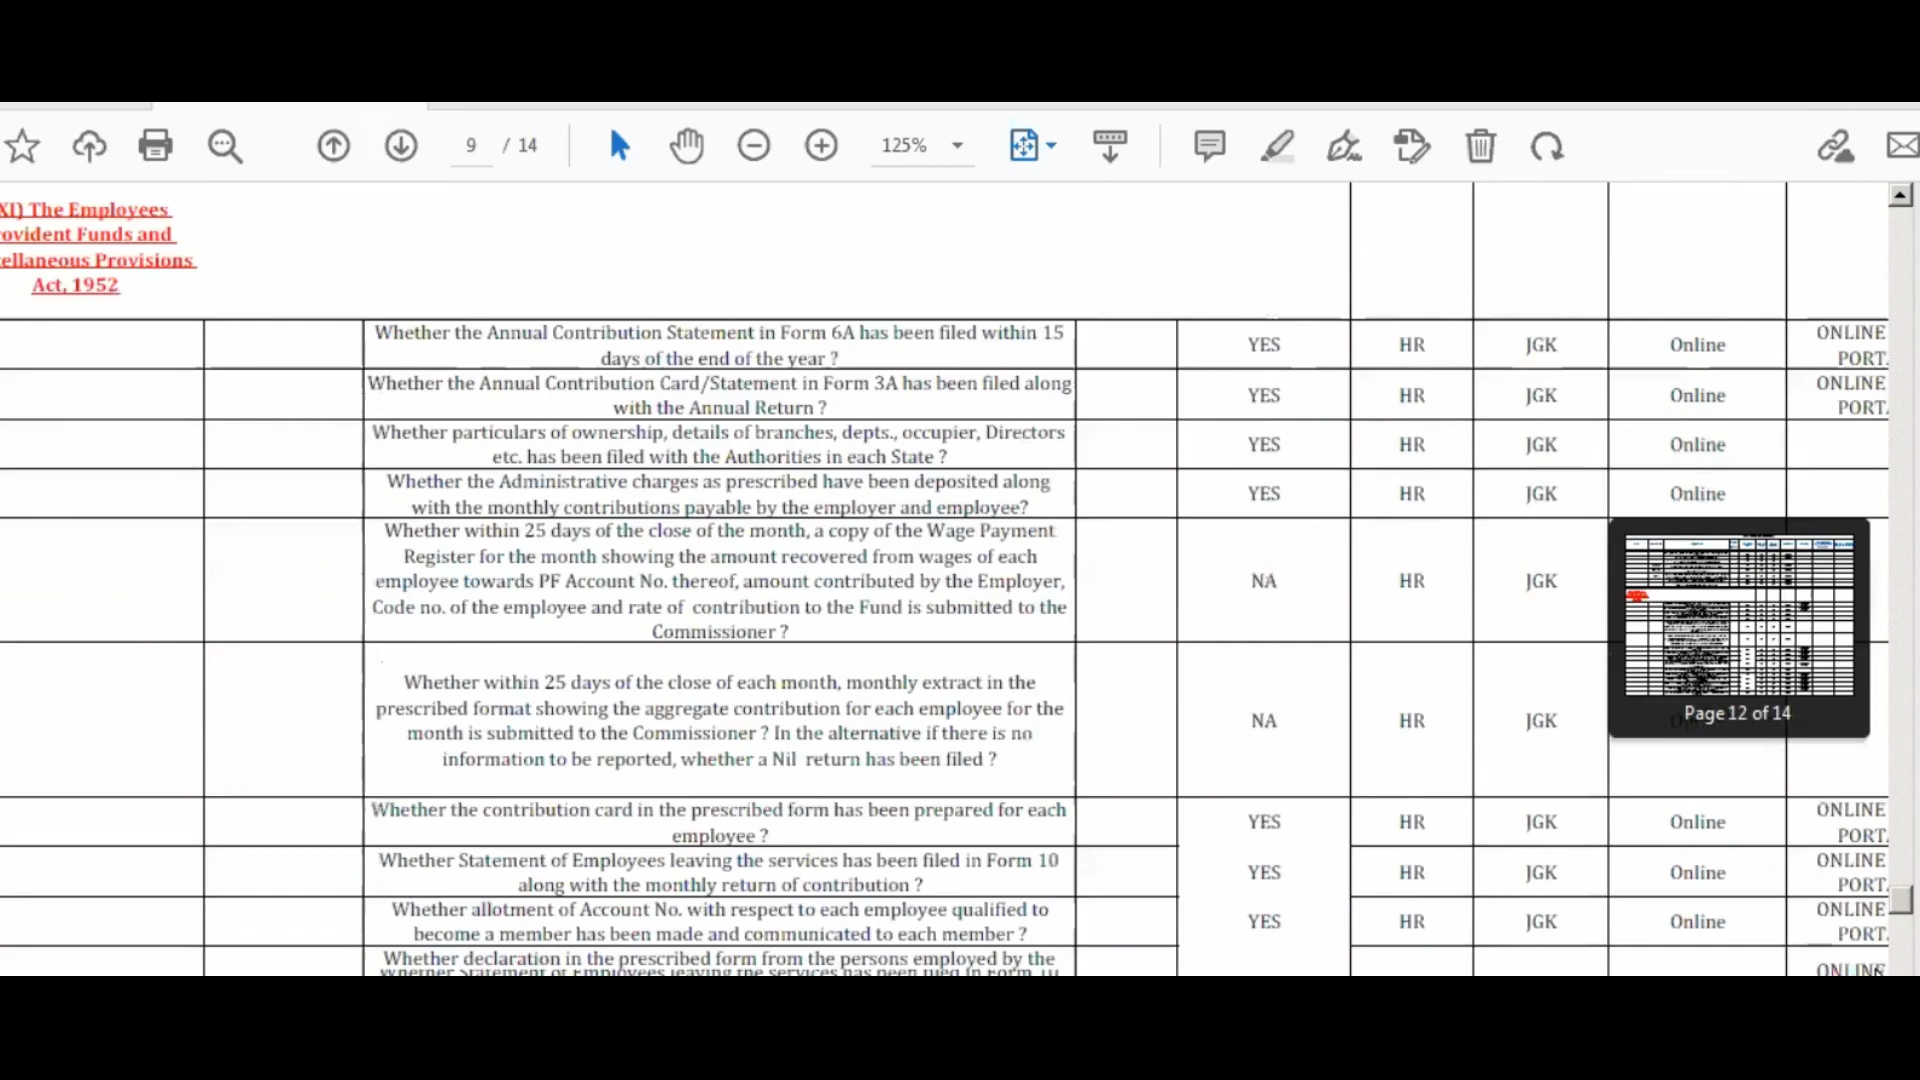 9 / 14
125%
XI) The Employees
ovident Funds and
ellaneous Provisions
Act, 1952
Whether the Annual Contribution Statement in Form 6A has been filed within 15
days of the end of the year ?
YES
HR
JGK
Online
ONLINE
PORT
Whether the Annual Contribution Card/Statement in Form 3A has been filed along
with the Annual Return ?
YES
HR
JGK
Online
ONLINE
PORT
Whether particulars of ownership, details of branches, depts., occupier, Directors
etc. has been filed with the Authorities in each State ?
YES
HR
JGK
Online
Whether the Administrative charges as prescribed have been deposited along
with the monthly contributions payable by the employer and employee?
YES
HR
JGK
Online
Whether within 25 days of the close of the month, a copy of the Wage Payment
Register for the month showing the amount recovered from wages of each
employee towards PF Account No. thereof, amount contributed by the Employer,
Code no. of the employee and rate of contribution to the Fund is submitted to the
Commissioner ?
NA
HR
JGK
Page 12 of 14
Whether within 25 days of the close of each month, monthly extract in the
prescribed format showing the aggregate contribution for each employee for the
month is submitted to the Commissioner ? In the alternative if there is no
information to be reported, whether a Nil return has been filed ?
NA
HR
JGK
Whether the contribution card in the prescribed form has been prepared for each
employee ?
YES
HR
JGK
Online
ONLINE
PORT
Whether Statement of Employees leaving the services has been filed in Form 10
along with the monthly return of contribution ?
YES
HR
JGK
Online
ONLINE
PORT
Whether allotment of Account No. with respect to each employee qualified to
become a member has been made and communicated to each member ?
YES
HR
JGK
Online
ONLINE
PORT
Whether declaration in the prescribed form from the persons employed by the
Whether Statement of Employees leaving the services has been filed in Form 10
ONLINE